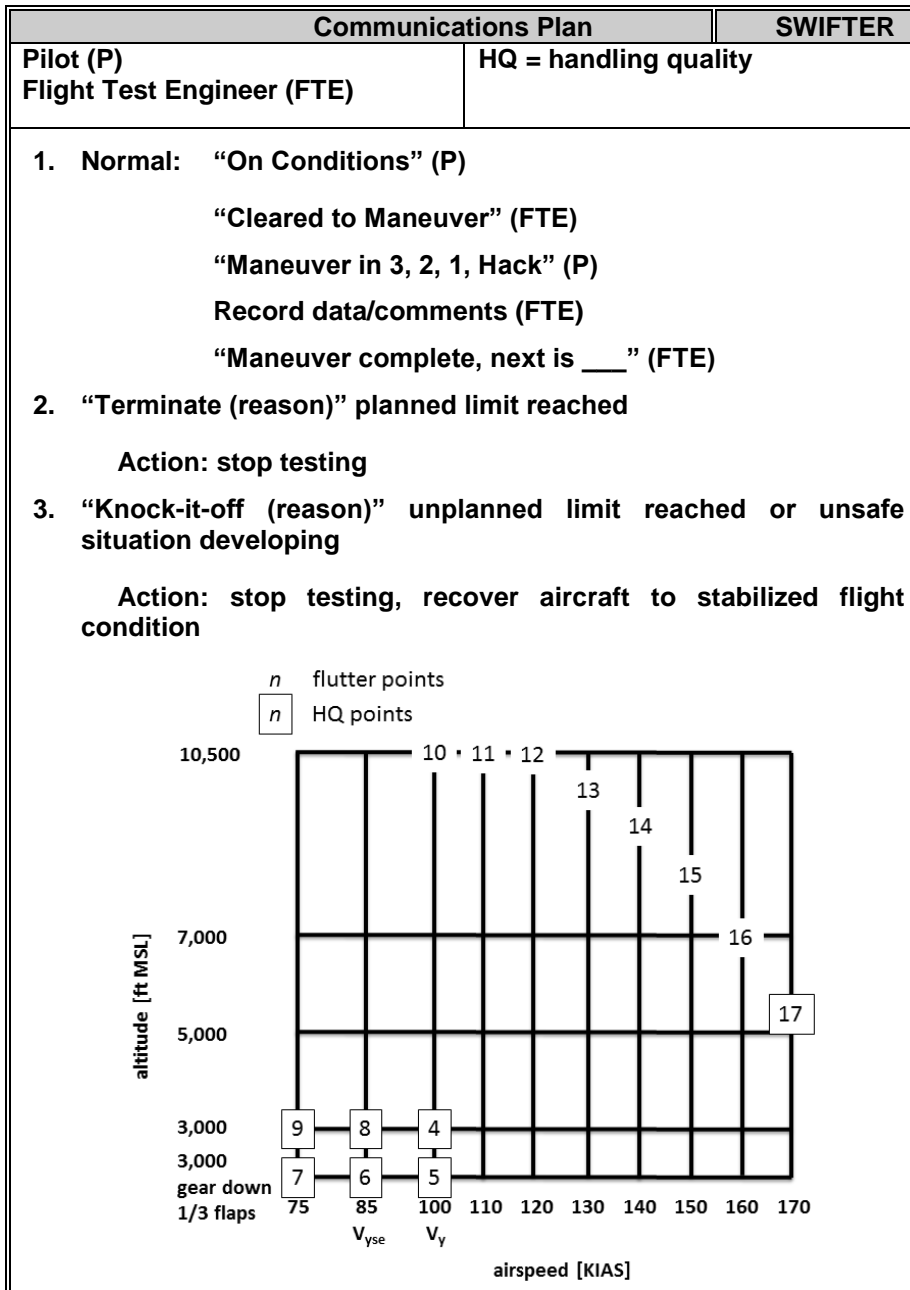 Communications Plan SWIFTER
Pilot (P) HQ = handling quality
Flight Test Engineer (FTE)
1. Normal: “On Conditions” (P)
“Cleared to Maneuver” (FTE)
“Maneuver in 3, 2, 1, Hack” (P)
Record data/comments (FTE)
“Maneuver complete, next is ___” (FTE)
2. “Terminate (reason)” planned limit reached
Action: stop testing
3. “Knock-it-off (reason)” unplanned limit reached or unsafe
situation developing
Action: stop testing, recover aircraft to stabilized flight
condition
n flutter points
n HQ points
10,500 10 11 12
13
14
15
7,000 16
17
altitude [ft MSL]
5,000
3,000 9 8 4
3,000
gear down 7 6 5
1/3 flaps 75 85 100 110 120 130 140 150 160 170
Vyse Vy
airspeed [KIAS]